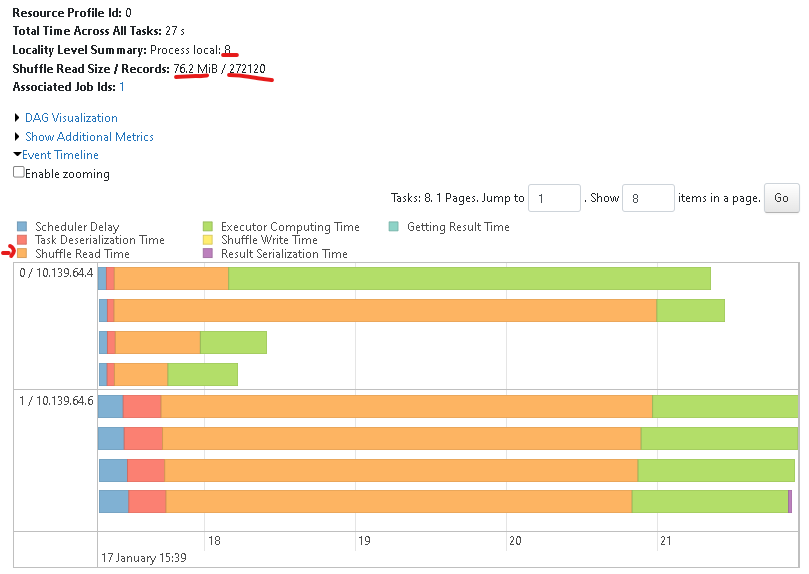 Resource Profile Id: 0
Total Time Across All Tasks: 27 s
Locality Level Summary: Process local: 8
Shuffle Read Size / Records: 76.2 MiB / 272120
Associated Job Ids: 1
DAG Visualization
Show Additional Metrics
Event Timeline
Enable zooming
Tasks: 8. 1 Pages. Jump to 1 . Show 8 items in a page. Go
Scheduler Delay Executor Computing Time Getting Result Time
Task Deserialization Time Shuffle Write Time
Shuffle Read Time Result Serialization Time
0 / 10.139.64.4
1 / 10.139.64.6
18 19 20 21
17 January 15:39